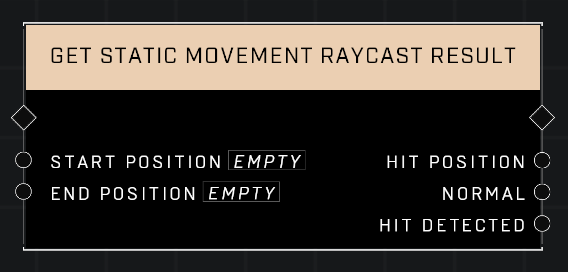 GET STATIC MOVEMENT RAYCAST RESULT
START POSITION EMPTY HIT POSITION
END POSITION EMPTY NORMAL
HIT DETECTED